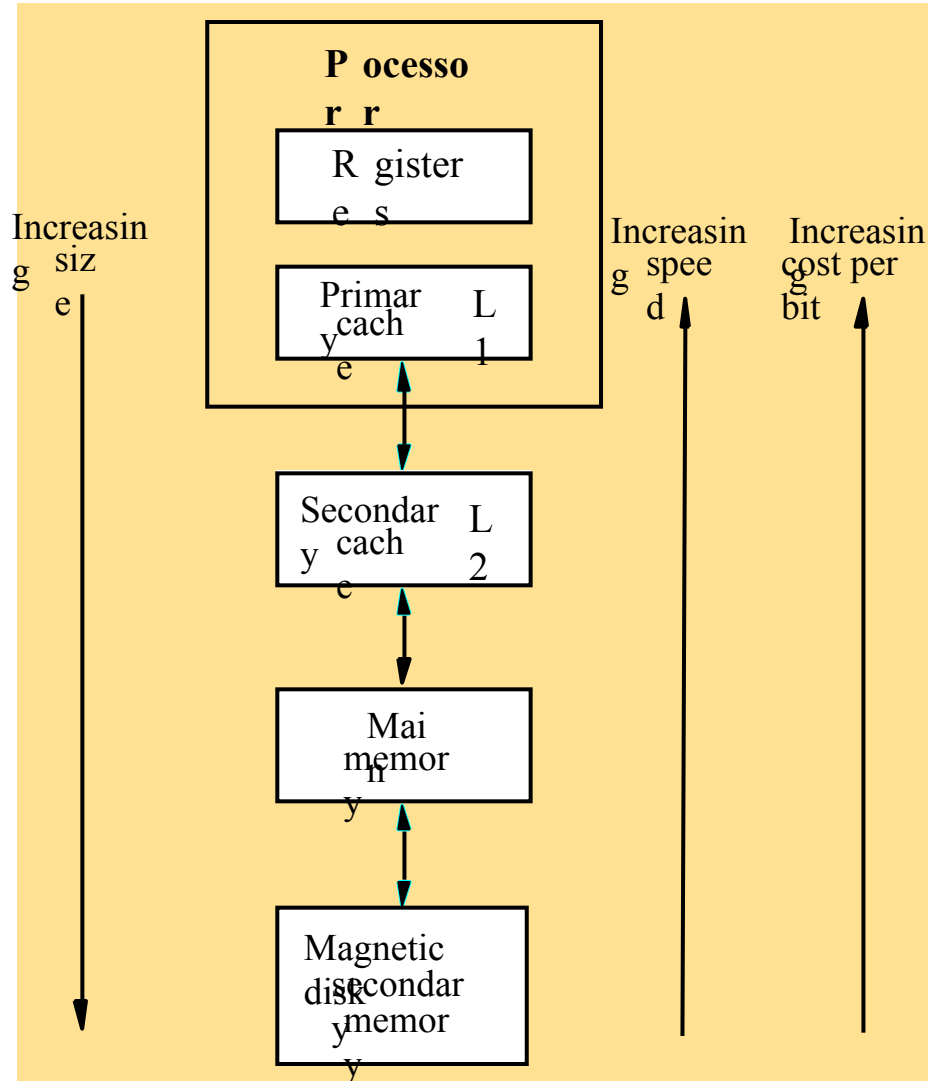 P ocesso
r r
R gister
e s
Increasin
g siz
e
Increasin
g spee
d
Increasin
g
cost per
bit
Primar L
y cach 1
e
Secondar L
y cach 2
e
Mai
n
memor
y
Magnetic
disk
secondar
y
memor
y